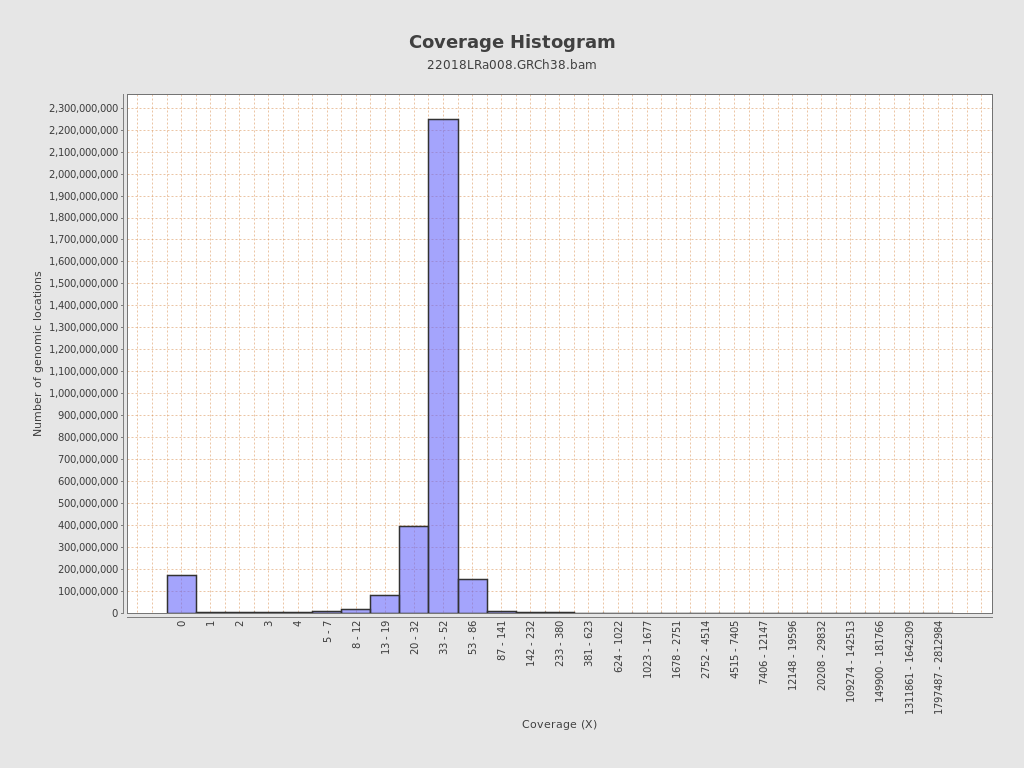 Coverage Histogram
22018LRa008.GRCh38.bam
Number of genomic locations
2,300,000,000
2,200,000,000
2,100,000,000
2,000,000,000
1,900,000,000
1,800,000,000
1,700,000,000
1,600,000,000
1,500,000,000
1,400,000,000
1,300,000,000
1,200,000,000
1,100,000,000
1,000,000,000
900,000,000
800,000,000
700,000,000
600,000,000
500,000,000
400,000,000
300,000,000
200,000,000
100,000,000
0
0
1
2
3
4
5 - 7
8 - 12
13 - 19
20 - 32
33 - 52
53 - 86
87 - 141
142 - 232
233 - 380
381 - 623
624 - 1022
1023 - 1677
1678 - 2751
2752 - 4514
4515 - 7405
7406 - 12147
12148 - 19596
20208 - 29832
109274 - 142513
149900 - 181766
1311861 - 1642309
1797487 - 2812984
Coverage (X)